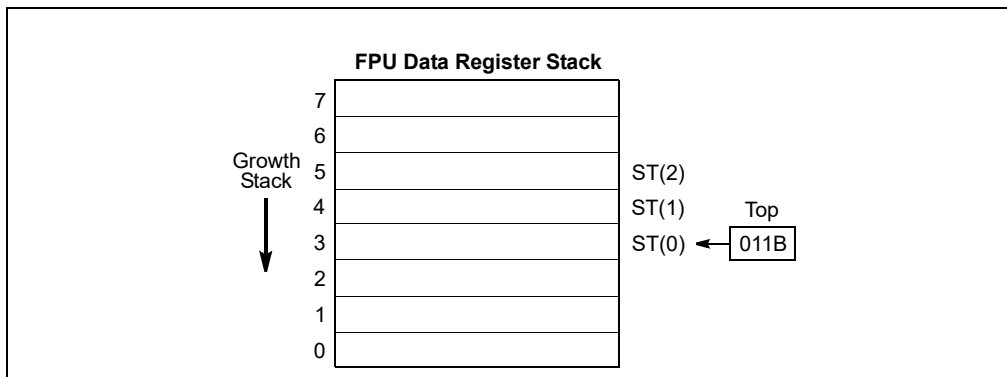 FPU Data Register Stack
7
6
Growth
Stack
5
ST(2)
4
ST(1)
Top
3
ST(0)
011B
2
1
0